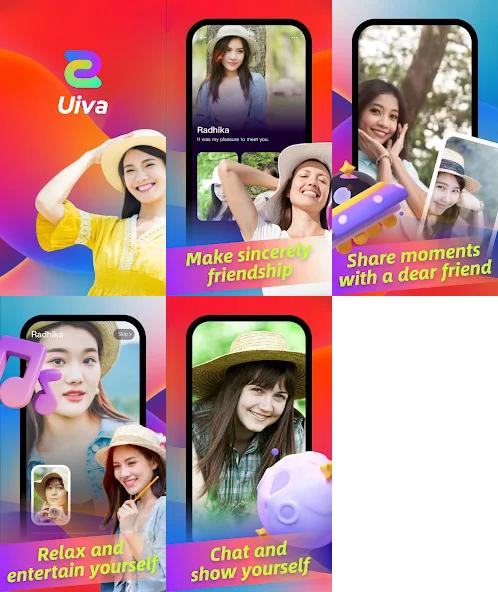 Uiva
Radhika
It was my pleasure to meet you.
Make sincerely
friendship
Share moments
with a dear friend
Radhika
Skip
Relax and
entertain yourself
Chat and
show yourself